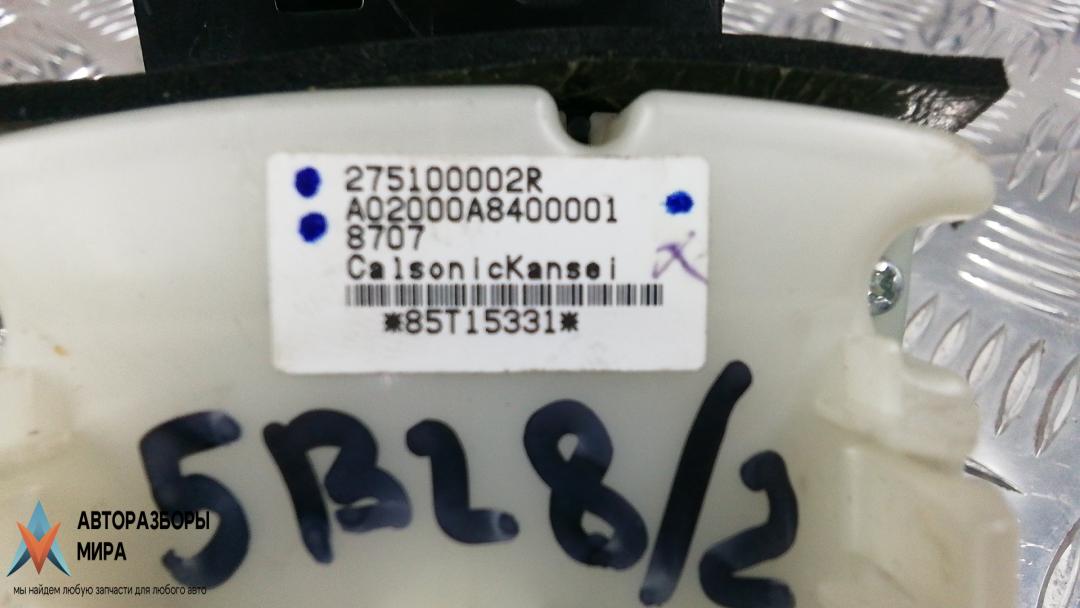 275100002R
A02000A8400001
8707
CalsonicKansei
*85T15331*
5B28/2
АВТОРАЗБОРЫ
МИРА
мы найдем любую запчасти для любого авто